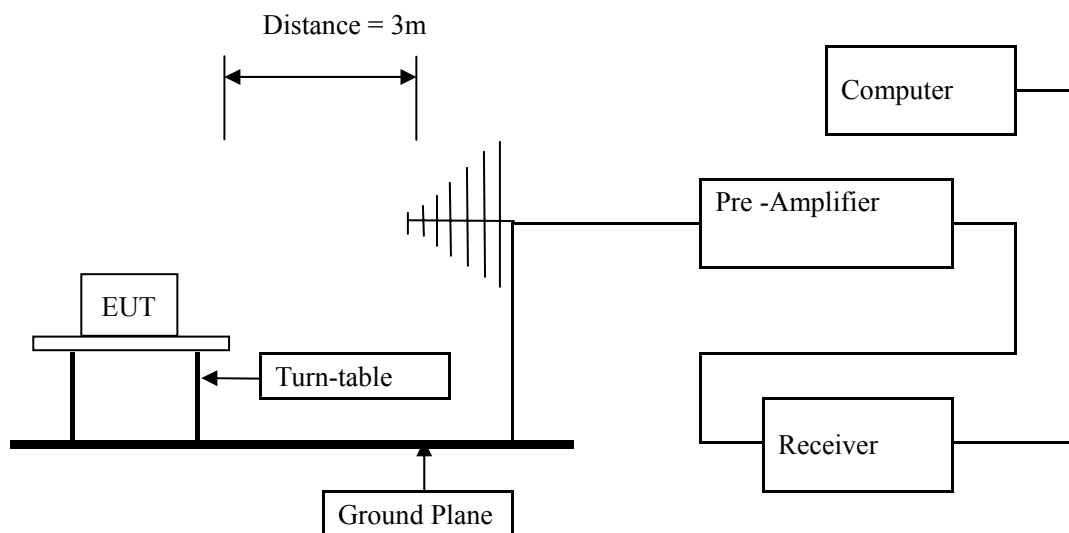 Distance = 3m
Computer
Pre -Amplifier
EUT
Turn-table
Receiver
Ground Plane